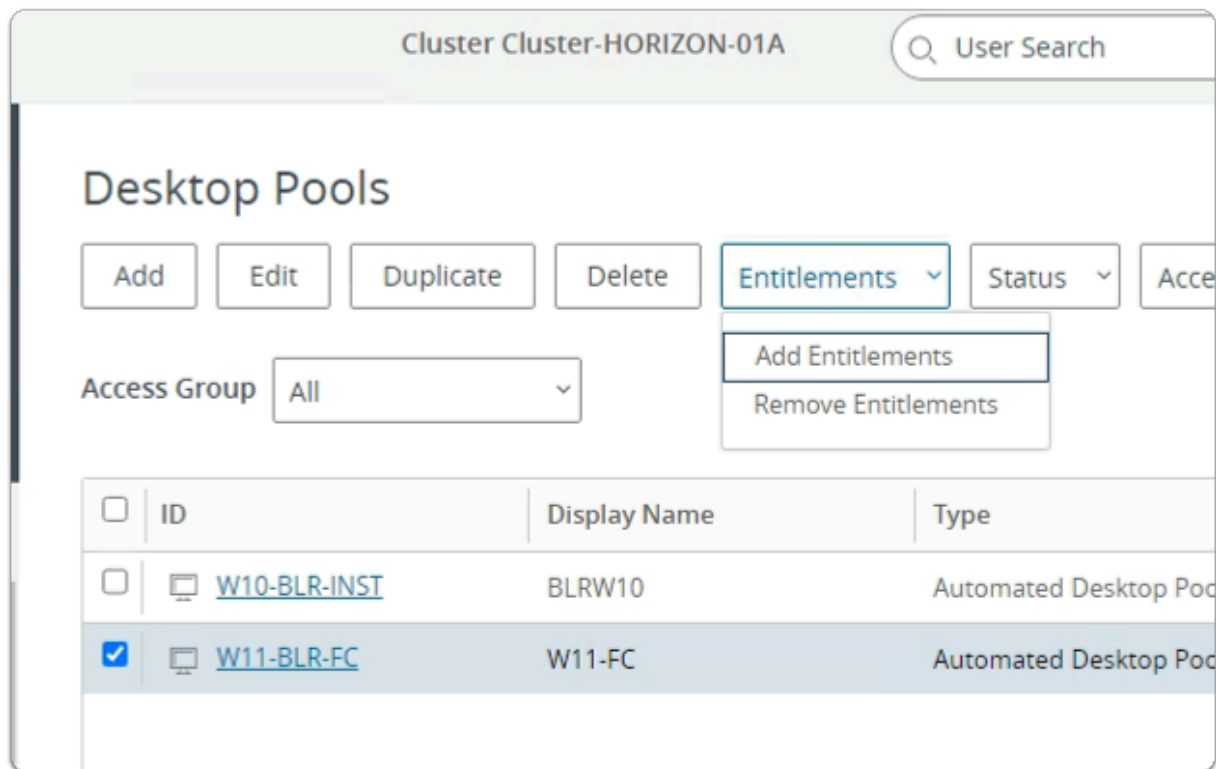 Cluster Cluster-HORIZON-01A User Search
Desktop Pools
Add Edit Duplicate Delete Entitlements Status Acce
Add Entitlements
Access Group All
Remove Entitlements
ID Display Name Type
W10-BLR-INST BLRW10 Automated Desktop Poo
W11-BLR-FC W11-FC Automated Desktop Poo